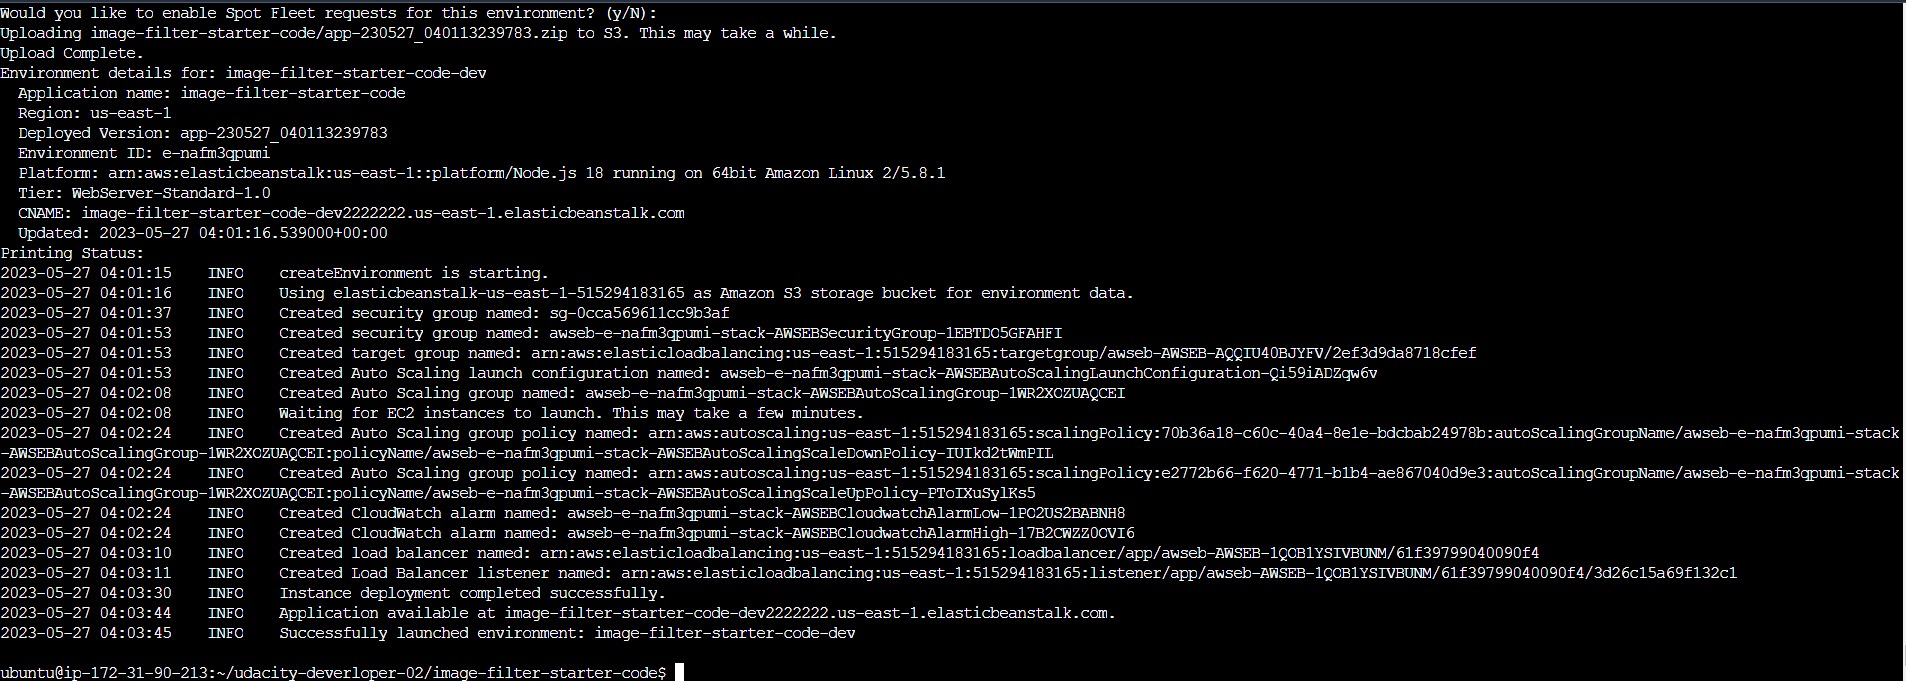 Would you like to enable Spot Fleet requests for this environment? (y/N):
Uploading image-filter-starter-code/app-230527_040113239783.zip to S3. This may take a while.
Upload Complete.
Environment details for: image-filter-starter-code-dev
  Application name: image-filter-starter-code
  Region: us-east-1
  Deployed Version: app-230527_040113239783
  Environment ID: e-nafm3qpumi
  Platform: arn:aws:elasticbeanstalk:us-east-1::platform/Node.js 18 running on 64bit Amazon Linux 2/5.8.1
  Tier: WebServer-Standard-1.0
  CNAME: image-filter-starter-code-dev2222222.us-east-1.elasticbeanstalk.com
  Updated: 2023-05-27 04:01:16.539000+00:00
Printing Status:
2023-05-27 04:01:15    INFO    createEnvironment is starting.
2023-05-27 04:01:16    INFO    Using elasticbeanstalk-us-east-1-515294183165 as Amazon S3 storage bucket for environment data.
2023-05-27 04:01:37    INFO    Created security group named: sg-0cca569611cc9b3af
2023-05-27 04:01:53    INFO    Created security group named: awseb-e-nafm3qpumi-stack-AWSEBSecurityGroup-1EBTDO5GFAHFI
2023-05-27 04:01:53    INFO    Created target group named: arn:aws:elasticloadbalancing:us-east-1:515294183165:targetgroup/awseb-AWSEB-AQQIU40BJYFV/2ef3d9da8718cfef
2023-05-27 04:01:53    INFO    Created Auto Scaling launch configuration named: awseb-e-nafm3qpumi-stack-AWSEBAutoScalingLaunchConfiguration-Qi59iADZqw6v
2023-05-27 04:02:08    INFO    Created Auto Scaling group named: awseb-e-nafm3qpumi-stack-AWSEBAutoScalingGroup-1WR2XOZUAQCEI
2023-05-27 04:02:08    INFO    Waiting for EC2 instances to launch. This may take a few minutes.
2023-05-27 04:02:24    INFO    Created Auto Scaling group policy named: arn:aws:autoscaling:us-east-1:515294183165:scalingPolicy:70b36a18-c60c-40a4-8e1e-bdcbab24978b:autoScalingGroupName/awseb-e-nafm3qpumi-stack
-AWSEBAutoScalingGroup-1WR2XOZUAQCEI:policyName/awseb-e-nafm3qpumi-stack-AWSEBAutoScalingScaleDownPolicy-IUIkd2tWmPIL
2023-05-27 04:02:24    INFO    Created Auto Scaling group policy named: arn:aws:autoscaling:us-east-1:515294183165:scalingPolicy:e2772b66-f620-4771-b1b4-ae867040d9e3:autoScalingGroupName/awseb-e-nafm3qpumi-stack
-AWSEBAutoScalingGroup-1WR2XOZUAQCEI:policyName/awseb-e-nafm3qpumi-stack-AWSEBAutoScalingScaleUpPolicy-PToIXuSylKs5
2023-05-27 04:02:24    INFO    Created CloudWatch alarm named: awseb-e-nafm3qpumi-stack-AWSEBCloudwatchAlarmLow-1PO2US2BABNH8
2023-05-27 04:02:24    INFO    Created CloudWatch alarm named: awseb-e-nafm3qpumi-stack-AWSEBCloudwatchAlarmHigh-17B2CWZZ0OVI6
2023-05-27 04:03:10    INFO    Created load balancer named: arn:aws:elasticloadbalancing:us-east-1:515294183165:loadbalancer/app/awseb-AWSEB-1QOB1YSIVBUNM/61f39799040090f4
2023-05-27 04:03:11    INFO    Created Load Balancer listener named: arn:aws:elasticloadbalancing:us-east-1:515294183165:listener/app/awseb-AWSEB-1QOB1YSIVBUNM/61f39799040090f4/3d26c15a69f132c1
2023-05-27 04:03:30    INFO    Instance deployment completed successfully.
2023-05-27 04:03:44    INFO    Application available at image-filter-starter-code-dev2222222.us-east-1.elasticbeanstalk.com.
2023-05-27 04:03:45    INFO    Successfully launched environment: image-filter-starter-code-dev
ubuntu@ip-172-31-90-213:~/udacity-deverloper-02/image-filter-starter-code$